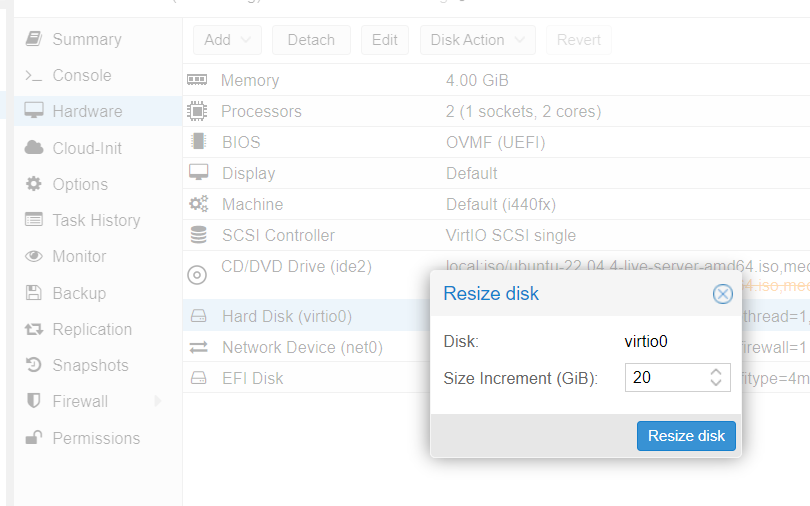 Summary
Console
Hardware
Cloud-Init
Options
Task History
Monitor
Backup
Replication
Snapshots
Firewall
Permissions
Add Detach Edit Disk Action Revert
Memory 4.00 GiB
Processors 2 (1 sockets, 2 cores)
BIOS OVMF (UEFI)
Display Default
Machine Default (i440fx)
SCSI Controller VirtIO SCSI single
CD/DVD Drive (ide2) local:iso/ubuntu-22.04.4-live-server-amd64.iso,med
4.iso,med
Hard Disk (virtio0) thread=1,
Network Device (net0) firewall=1
EFI Disk fitype=4m
Resize disk
Disk: virtio0
Size Increment (GiB): 20
Resize disk